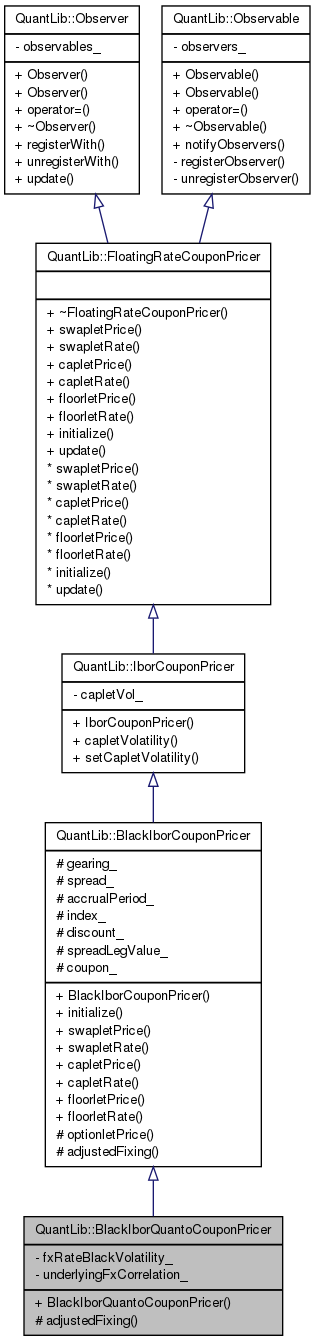 QuantLib::Observer
- observables_
+ Observer()
+ Observer()
+ operator=()
+ ~Observer()
+ registerWith()
+ unregisterWith()
+ update()
QuantLib::Observable
- observers_
+ Observable()
+ Observable()
+ operator=()
+ ~Observable()
+ notifyObservers()
- registerObserver()
- unregisterObserver()
QuantLib::FloatingRateCouponPricer
+ ~FloatingRateCouponPricer()
+ swapletPrice()
+ swapletRate()
+ capletPrice()
+ capletRate()
+ floorletPrice()
+ floorletRate()
+ initialize()
+ update()
* swapletPrice()
* swapletRate()
* capletPrice()
* capletRate()
* floorletPrice()
* floorletRate()
* initialize()
* update()
QuantLib::IborCouponPricer
- capletVol_
+ IborCouponPricer()
+ capletVolatility()
+ setCapletVolatility()
QuantLib::BlackIborCouponPricer
# gearing_
# spread_
# accrualPeriod_
# index_
# discount_
# spreadLegValue_
# coupon_
+ BlackIborCouponPricer()
+ initialize()
+ swapletPrice()
+ swapletRate()
+ capletPrice()
+ capletRate()
+ floorletPrice()
+ floorletRate()
# optionletPrice()
# adjustedFixing()
QuantLib::BlackIborQuantoCouponPricer
- fxRateBlackVolatility_
- underlyingFxCorrelation_
+ BlackIborQuantoCouponPricer()
# adjustedFixing()